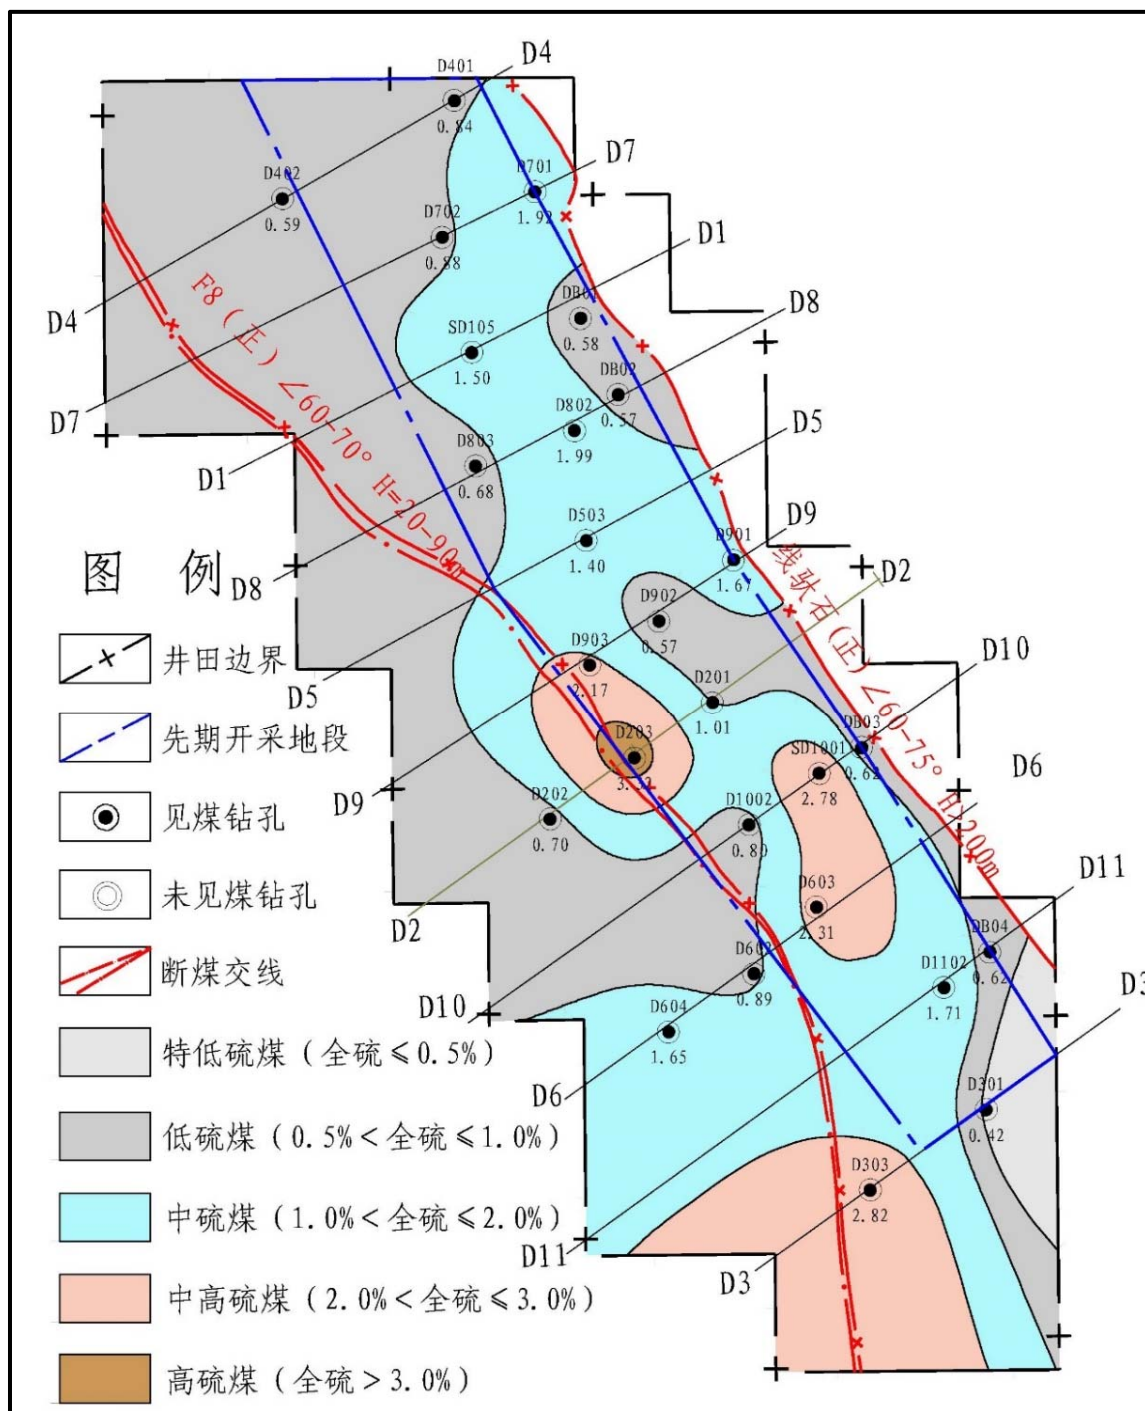 D4
D401
0.84
D7
D701
1.92
D402
0.59
D702
0.88
D1
D4
DB01
0.58
D8
SD105
1.50
DB02
0.57
D7
D802
1.99
D5
D803
0.68
D1
F8(正)∠60-70° H=20-90m
D503
1.40
D9
D901
1.67
D2
图 例
D8
线驮石(正)∠60-75° H>200m
D902
0.57
D10
井田边界
D903
2.17
D5
D201
1.01
先期开采地段
DB03
0.62
D203
SD1001
2.78
D6
D9
见煤钻孔
D202
0.70
D1002
0.80
D11
未见煤钻孔
D603
2.31
D2
DB04
0.62
断煤交线
0.89
D1102
1.71
D3
D10
D604
1.65
特低硫煤(全硫≤0.5%)
D6
D301
0.42
低硫煤(0.5%<全硫≤1.0%)
D303
2.82
中硫煤(1.0%<全硫≤2.0%)
D11
D3
中高硫煤(2.0%<全硫≤3.0%)
高硫煤(全硫>3.0%)